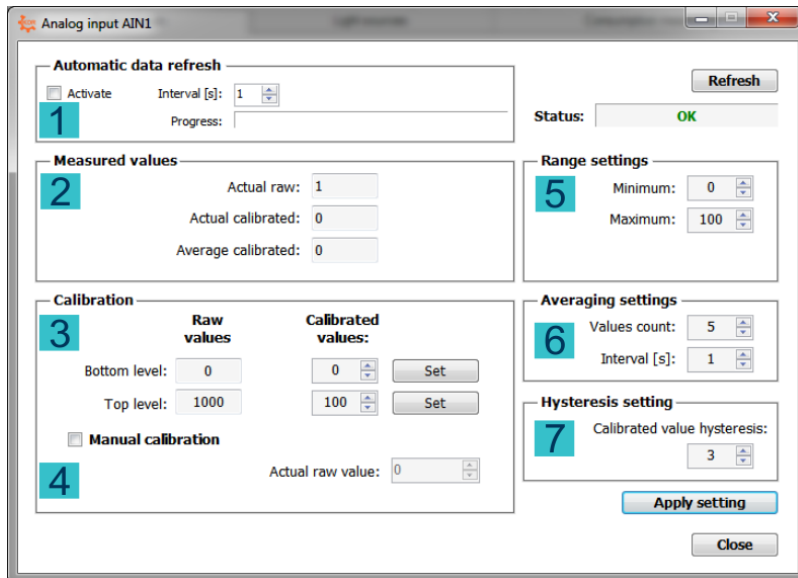 Analog input AIN1
Automatic data refresh
Activate Interval [s]: 1
Progress:
1
Refresh
Status: OK
Measured values
2
Actual raw: 1
Actual calibrated: 0
Average calibrated: 0
Range settings
5
Minimum: 0
Maximum: 100
Calibration
3
Raw values
Calibrated values:
Bottom level: 0 0 Set
Top level: 1000 100 Set
Manual calibration
4
Actual raw value: 0
Averaging settings
6
Values count: 5
Interval [s]: 1
Hysteresis setting
7
Calibrated value hysteresis:
3
Apply setting
Close